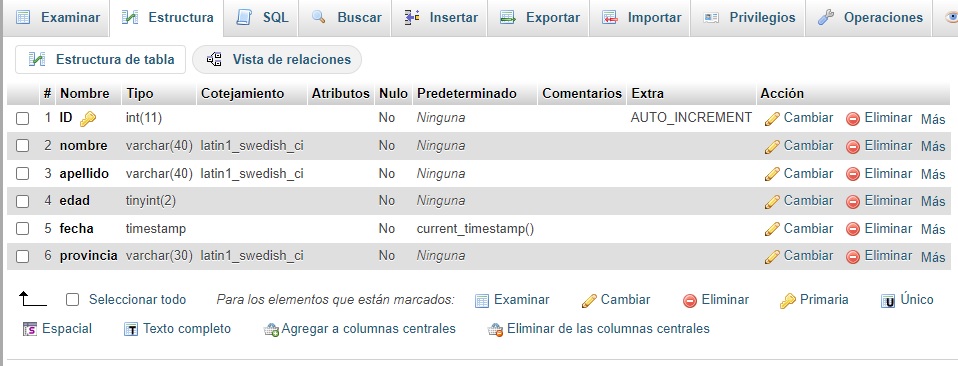 Examinar Estructura SQL Buscar Insertar Exportar Importar Privilegios Operaciones
Estructura de tabla Vista de relaciones
# Nombre Tipo Cotejamiento Atributos Nulo Predeterminado Comentarios Extra Acción
1 ID int(11) No Ninguna AUTO_INCREMENT Cambiar Eliminar Más
2 nombre varchar(40) latin1_swedish_ci No Ninguna Cambiar Eliminar Más
3 apellido varchar(40) latin1_swedish_ci No Ninguna Cambiar Eliminar Más
4 edad tinyint(2) No Ninguna Cambiar Eliminar Más
5 fecha timestamp No current_timestamp() Cambiar Eliminar Más
6 provincia varchar(30) latin1_swedish_ci No Ninguna Cambiar Eliminar Más
Seleccionar todo Para los elementos que están marcados: Examinar Cambiar Eliminar Primaria U Único
S Espacial T Texto completo Agregar a columnas centrales Eliminar de las columnas centrales